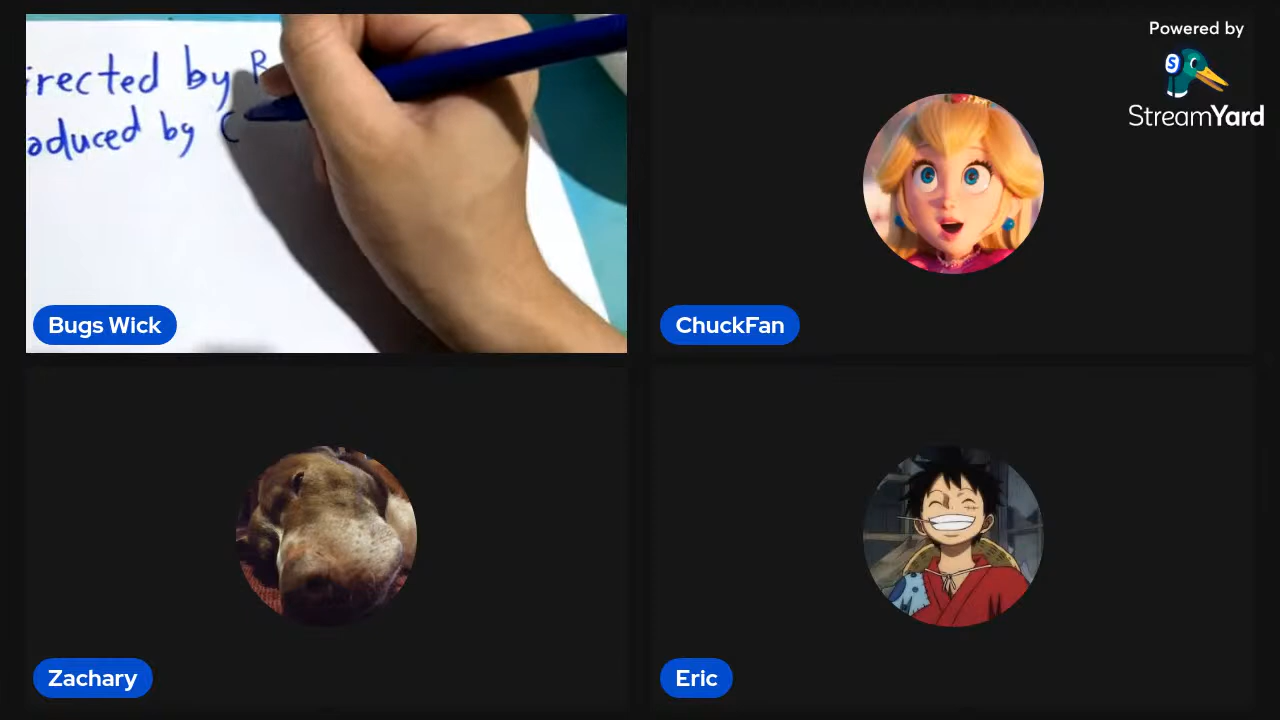 Powered by
StreamYard
irected by
oduced by
Bugs Wick
ChuckFan
Zachary
Eric